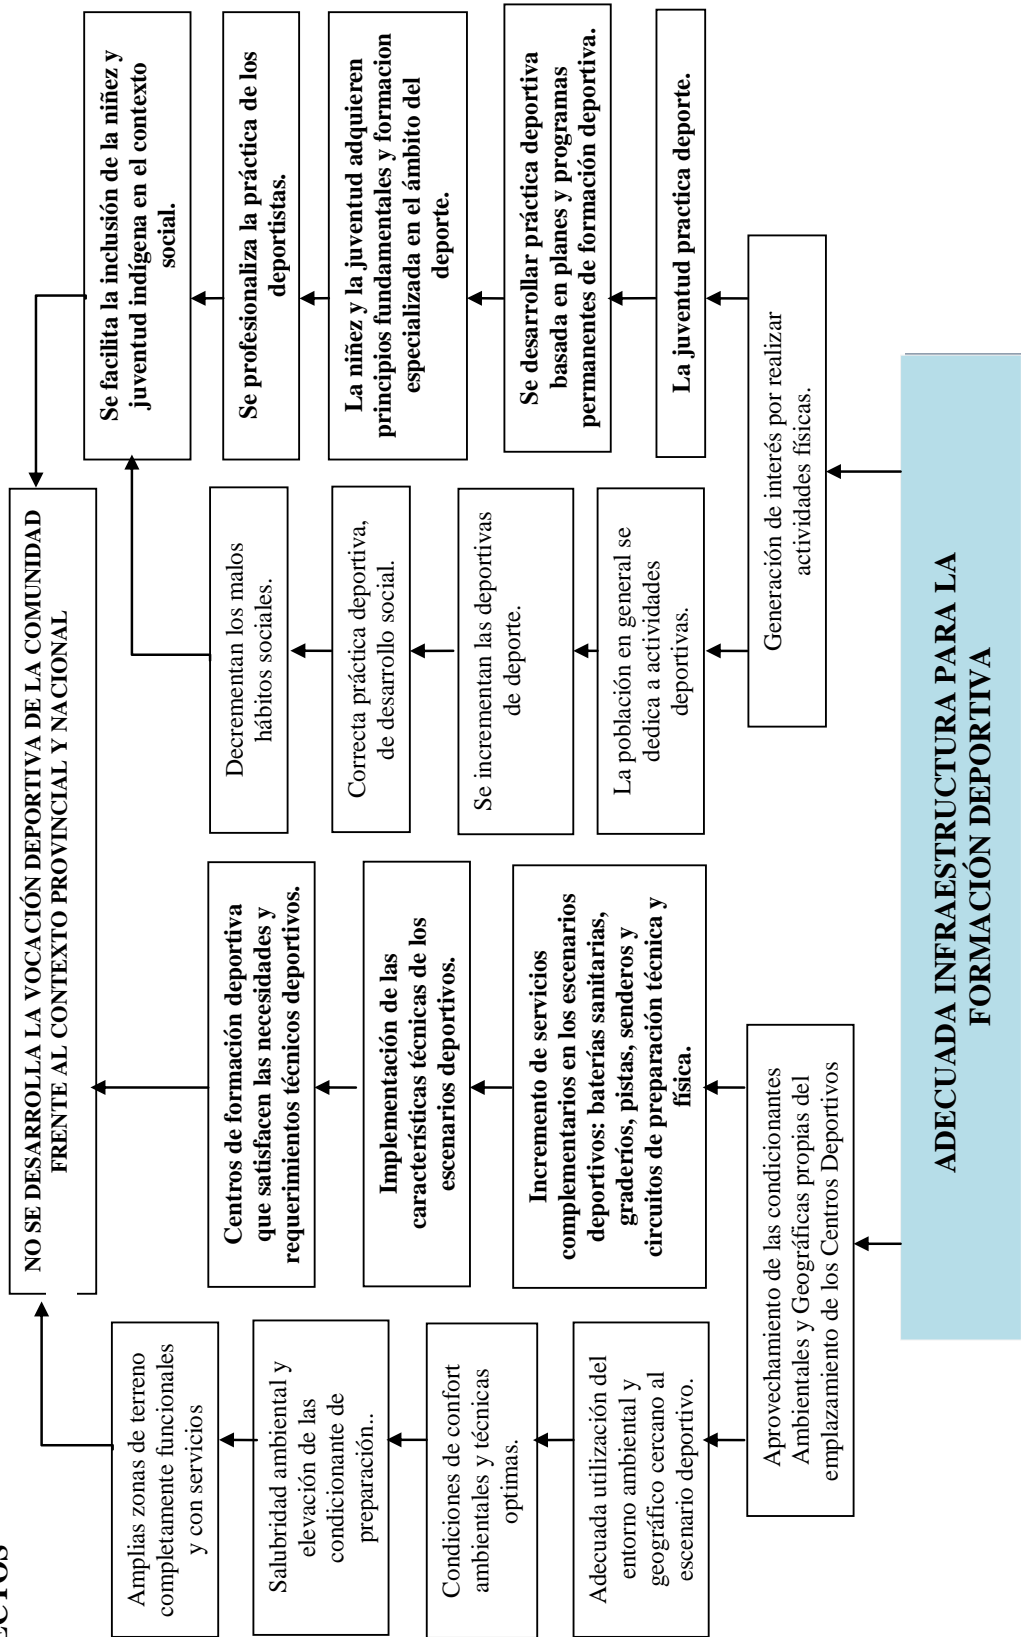 ECTOS
NO SE DESARROLLA LA VOCACIÓN DEPORTIVA DE LA COMUNIDAD
FRENTE AL CONTEXTO PROVINCIAL Y NACIONAL
Amplias zonas de terreno
completamente funcionales
y con servicios
Salubridad ambiental y
elevación de las
condicionante de
preparación..
Condiciones de confort
ambientales y técnicas
optimas.
Adecuada utilización del
entorno ambiental y
geográfico cercano al
escenario deportivo.
Centros de formación deportiva
que satisfacen las necesidades y
requerimientos técnicos deportivos.
Implementación de las
características técnicas de los
escenarios deportivos.
Incremento de servicios
complementarios en los escenarios
deportivos: baterías sanitarias,
graderíos, pistas, senderos y
circuitos de preparación técnica y
física.
Decrementan los malos
hábitos sociales.
Correcta práctica deportiva,
de desarrollo social.
Se incrementan las deportivas
de deporte.
La población en general se
dedica a actividades
deportivas.
Se facilita la inclusión de la niñez y
juventud indígena en el contexto
social.
Se profesionaliza la práctica de los
deportistas.
La niñez y la juventud adquieren
principios fundamentales y formacion
especializada en el ámbito del
deporte.
Se desarrollar práctica deportiva
basada en planes y programas
permanentes de formación deportiva.
La juventud practica deporte.
Aprovechamiento de las condicionantes
Ambientales y Geográficas propias del
emplazamiento de los Centros Deportivos
Generación de interés por realizar
actividades físicas.
ADECUADA INFRAESTRUCTURA PARA LA
FORMACIÓN DEPORTIVA